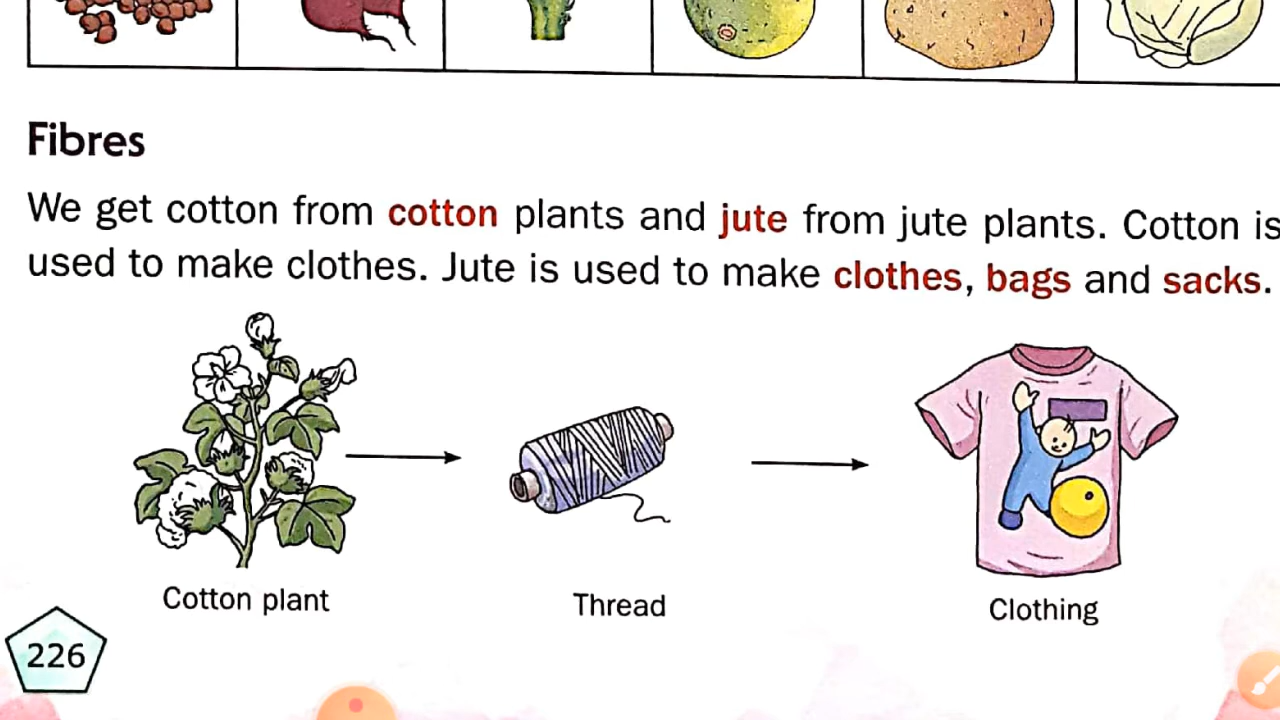 Fibres
We get cotton from cotton plants and jute from jute plants. Cotton is
used to make clothes. Jute is used to make clothes, bags and sacks.
Cotton plant
Thread
Clothing
226